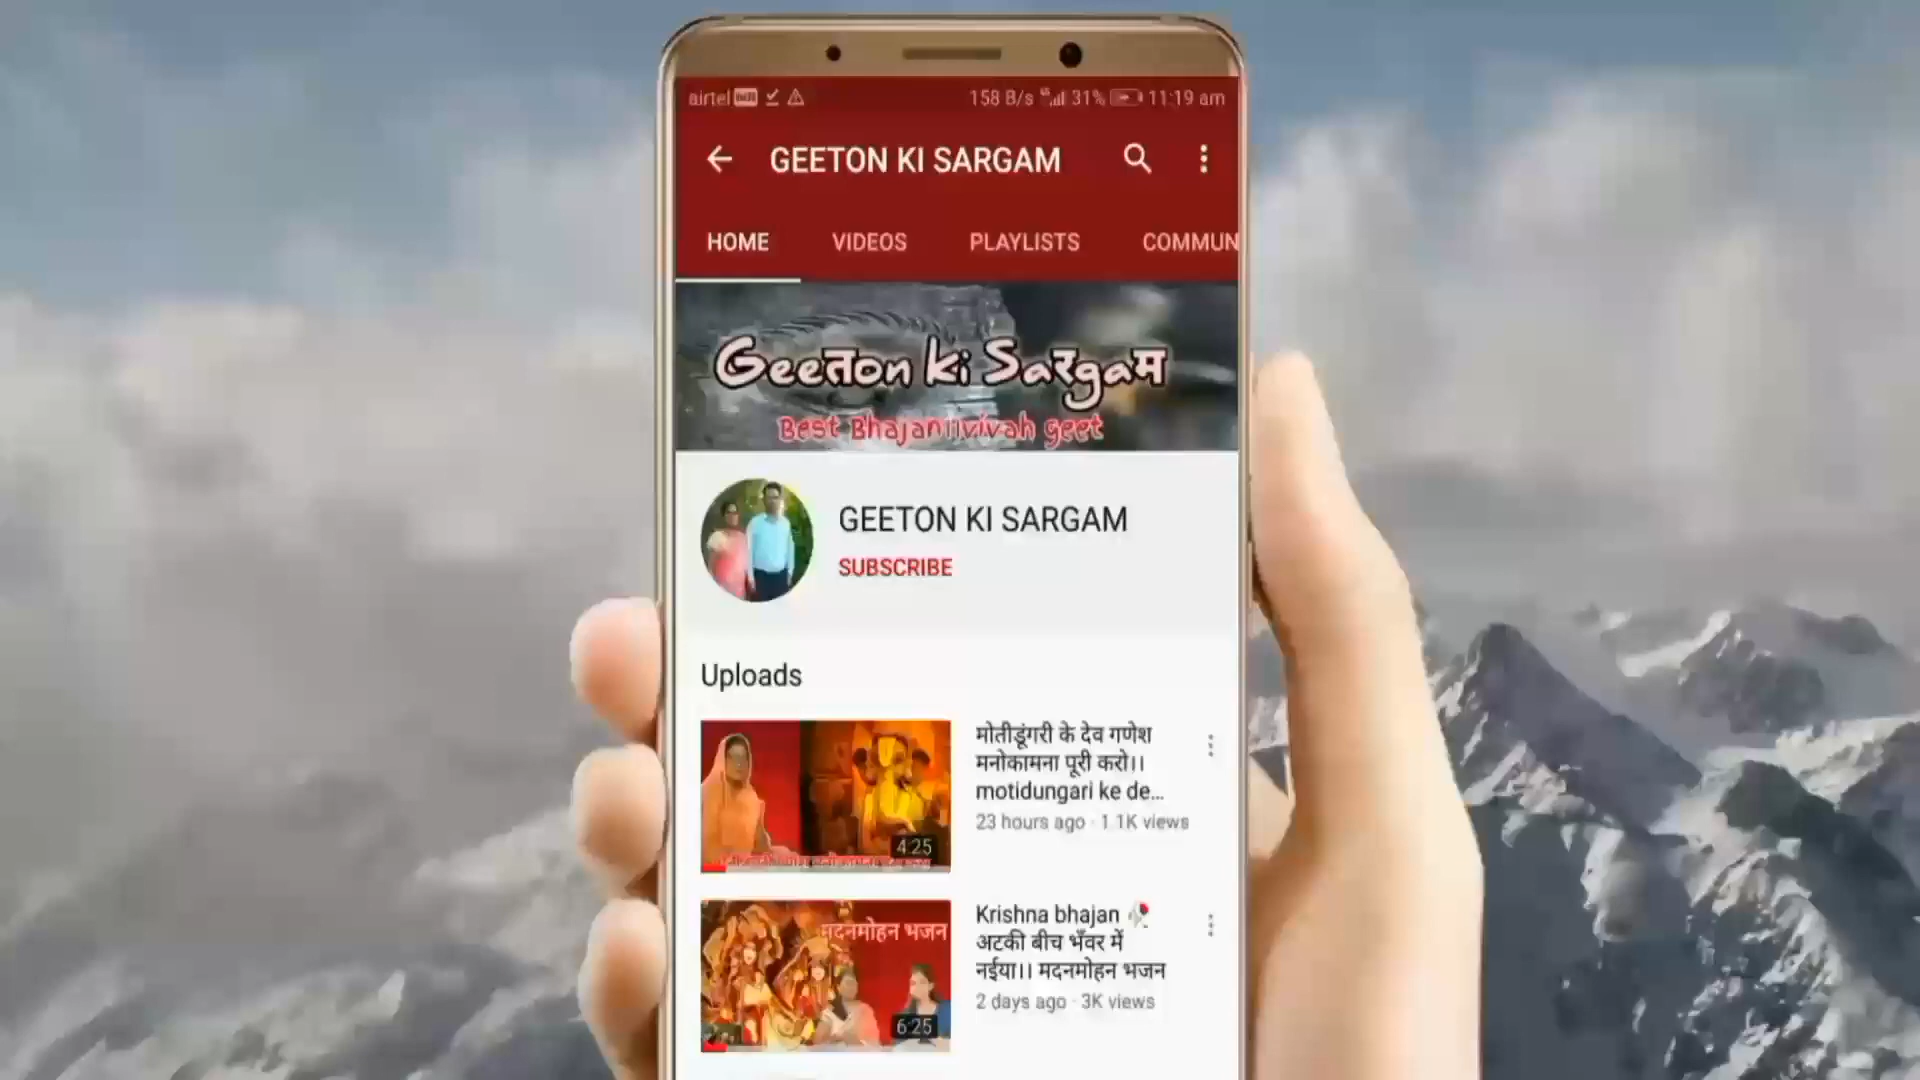 airtel 158 B/s 31% 11:19 am
GEETON KI SARGAM
HOME VIDEOS PLAYLISTS COMMUN
Geeतon ki Saरgaम
Best Bhajan।।vivah geet
GEETON KI SARGAM
SUBSCRIBE
Uploads
मोतीडूंगरी के देव गणेश
मनोकामना पूरी करो।।
motidungari ke de...
23 hours ago · 1.1K views
4:25
मदनमोहन भजन
Krishna bhajan
अटकी बीच भँवर में
नईया।। मदनमोहन भजन
2 days ago · 3K views
6:25